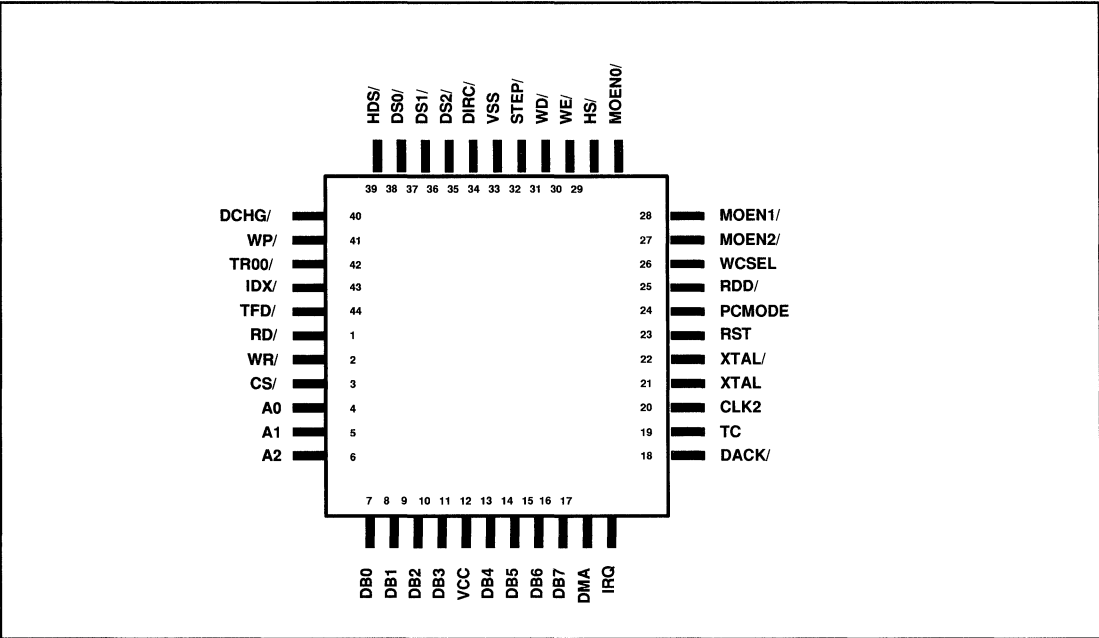 HDS/ DS0/ DS1/ DS2/ DIRC/ VSS STEP/ WD/ WE/ HS/ MOEN0/
39 38 37 36 35 34 33 32 31 30 29
DCHG/ 40 28 MOEN1/
WP/ 41 27 MOEN2/
TR00/ 42 26 WCSEL
IDX/ 43 25 RDD/
TFD/ 44 24 PCMODE
RD/ 1 23 RST
WR/ 2 22 XTAL/
CS/ 3 21 XTAL
A0 4 20 CLK2
A1 5 19 TC
A2 6 18 DACK/
7 8 9 10 11 12 13 14 15 16 17
DB0 DB1 DB2 DB3 VCC DB4 DB5 DB6 DB7 DMA IRQ